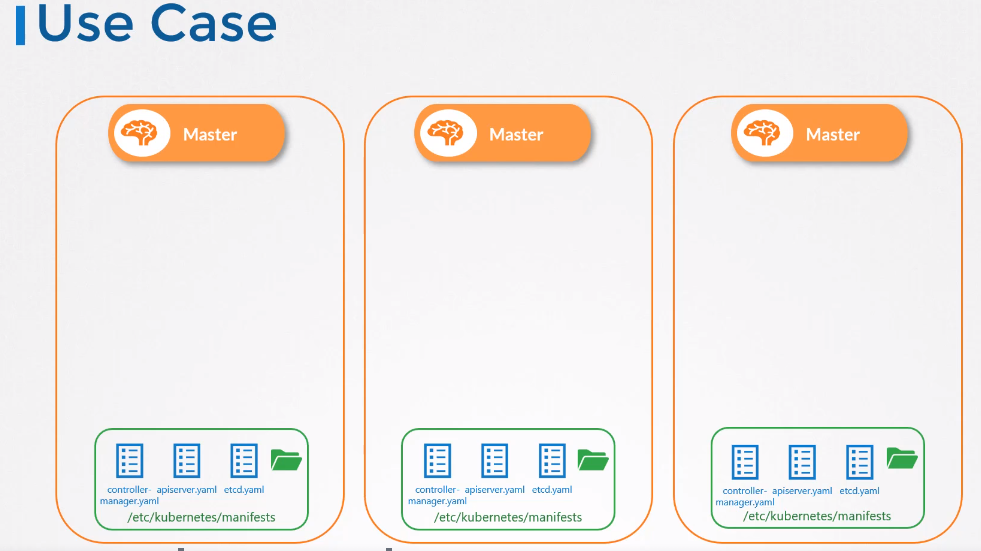 Use Case
Master
Master
Master
controller-
manager.yaml
apiserver.yaml
etcd.yaml
/etc/kubernetes/manifests
controller-
manager.yaml
apiserver.yaml
etcd.yaml
/etc/kubernetes/manifests
controller-
manager.yaml
apiserver.yaml
etcd.yaml
/etc/kubernetes/manifests